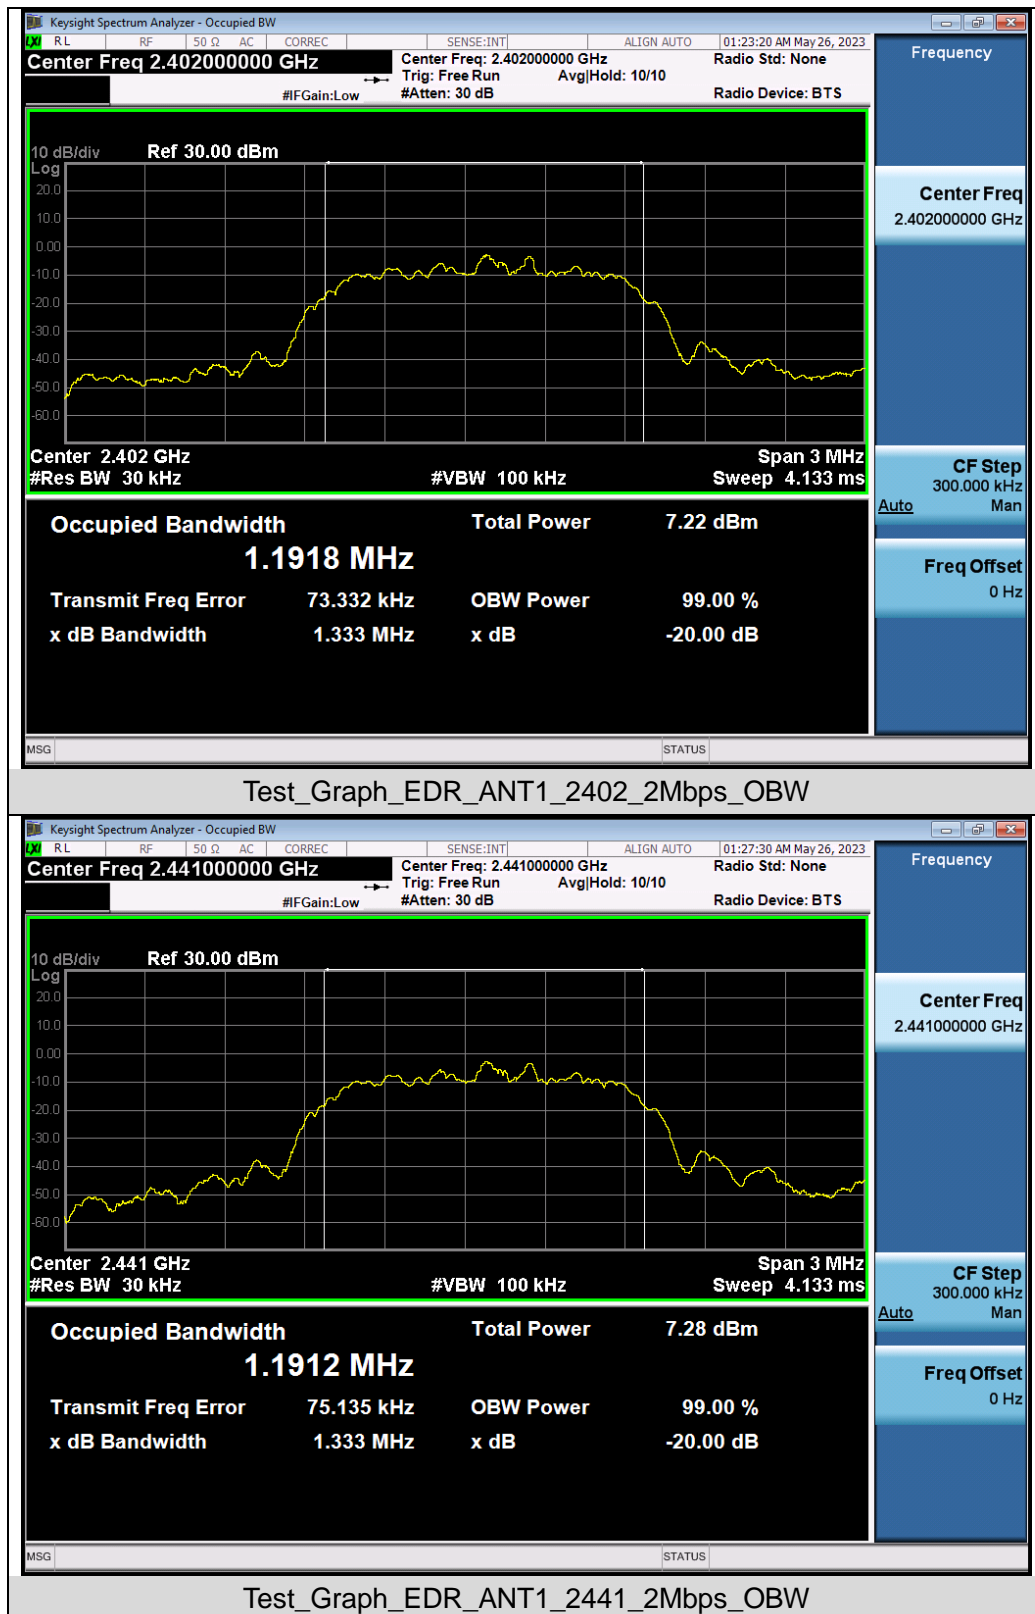 Keysight Spectrum Analyzer - Occupied BW
LXI RL RF 50 Ω AC CORREC SENSE:INT ALIGN AUTO 01:23:20 AM May 26, 2023
Center Freq 2.402000000 GHz Center Freq: 2.402000000 GHz Radio Std: None
Trig: Free Run Avg|Hold: 10/10
#IFGain:Low #Atten: 30 dB Radio Device: BTS
10 dB/div Ref 30.00 dBm
Log
20.0
10.0
0.00
-10.0
-20.0
-30.0
-40.0
-50.0
-60.0
Center 2.402 GHz Span 3 MHz
#Res BW 30 kHz #VBW 100 kHz Sweep 4.133 ms
Occupied Bandwidth Total Power 7.22 dBm
1.1918 MHz
Transmit Freq Error 73.332 kHz OBW Power 99.00 %
x dB Bandwidth 1.333 MHz x dB -20.00 dB
MSG STATUS
Frequency
Center Freq
2.402000000 GHz
CF Step
300.000 kHz
Auto Man
Freq Offset
0 Hz
Test_Graph_EDR_ANT1_2402_2Mbps_OBW
Keysight Spectrum Analyzer - Occupied BW
LXI RL RF 50 Ω AC CORREC SENSE:INT ALIGN AUTO 01:27:30 AM May 26, 2023
Center Freq 2.441000000 GHz Center Freq: 2.441000000 GHz Radio Std: None
Trig: Free Run Avg|Hold: 10/10
#IFGain:Low #Atten: 30 dB Radio Device: BTS
10 dB/div Ref 30.00 dBm
Log
20.0
10.0
0.00
-10.0
-20.0
-30.0
-40.0
-50.0
-60.0
Center 2.441 GHz Span 3 MHz
#Res BW 30 kHz #VBW 100 kHz Sweep 4.133 ms
Occupied Bandwidth Total Power 7.28 dBm
1.1912 MHz
Transmit Freq Error 75.135 kHz OBW Power 99.00 %
x dB Bandwidth 1.333 MHz x dB -20.00 dB
MSG STATUS
Frequency
Center Freq
2.441000000 GHz
CF Step
300.000 kHz
Auto Man
Freq Offset
0 Hz
Test_Graph_EDR_ANT1_2441_2Mbps_OBW